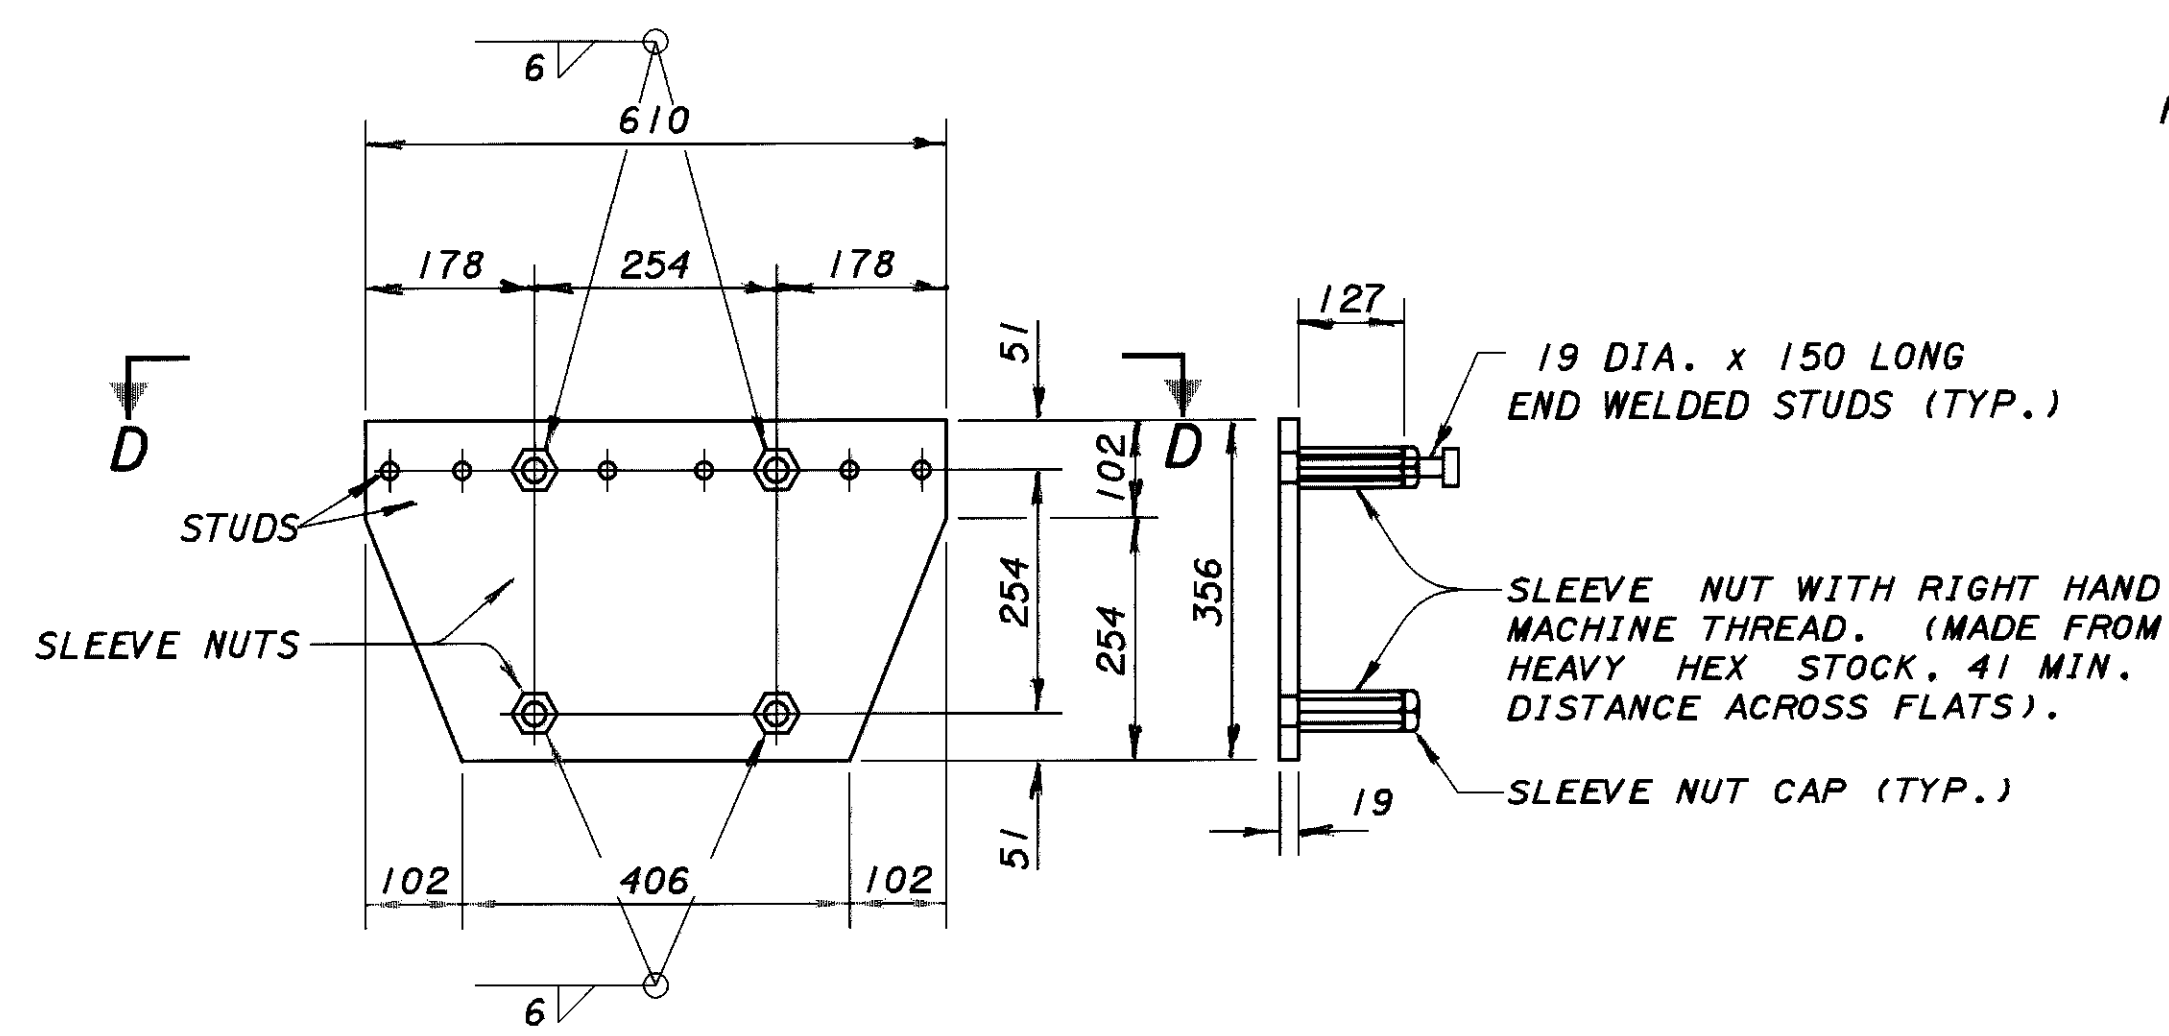 6
610
178 254 178
127
51
19 DIA. x 150 LONG
END WELDED STUDS (TYP.)
D
D
102
STUDS
254
254
356
SLEEVE NUT WITH RIGHT HAND
MACHINE THREAD. (MADE FROM
HEAVY HEX STOCK. 41 MIN.
DISTANCE ACROSS FLATS).
SLEEVE NUTS
SLEEVE NUT CAP (TYP.)
19
51
102 406 102
6